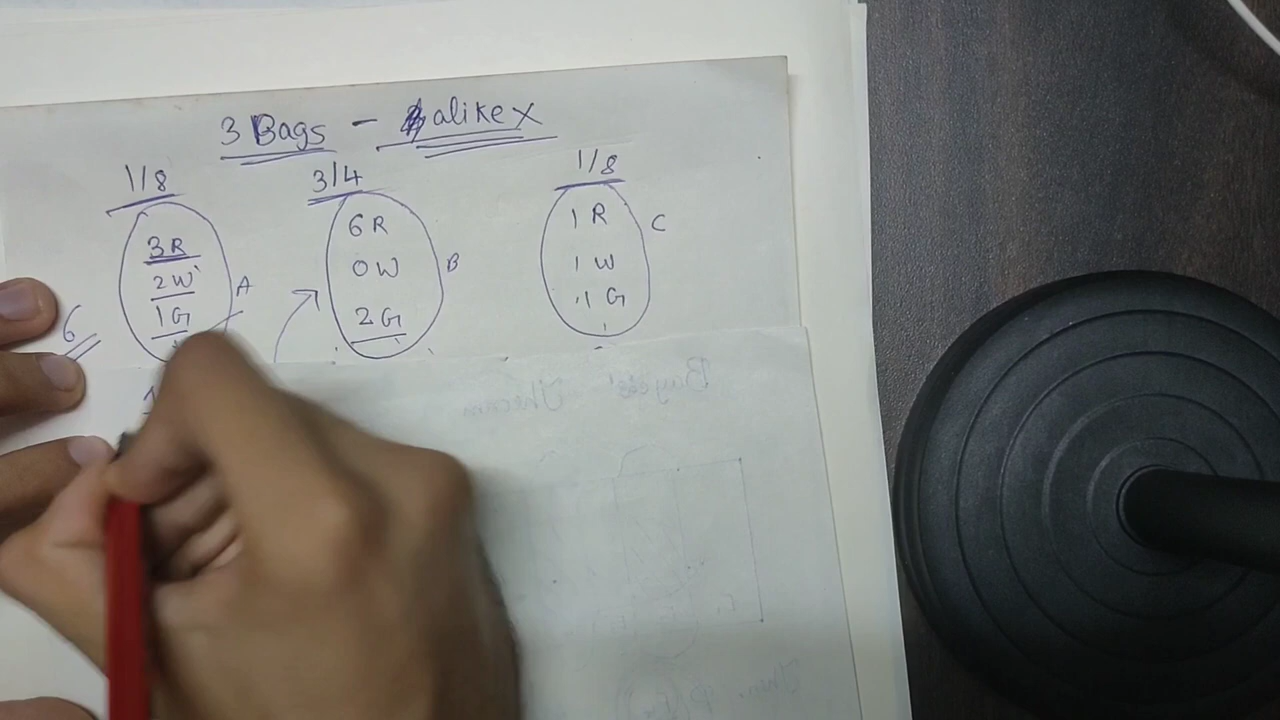 3 Bags - alike X
1/8 3/4 1/8
3R 6R 1R
2W 0W 1W
1G 2G 1G
A B C
6